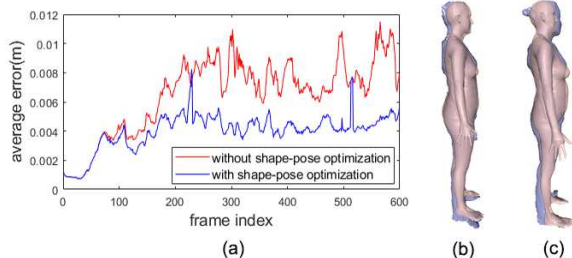 0.012
0.01
0.008
0.006
0.004
0.002
0
average error(m)
without shape-pose optimization
with shape-pose optimization
0 100 200 300 400 500 600
frame index
(a) (b) (c)